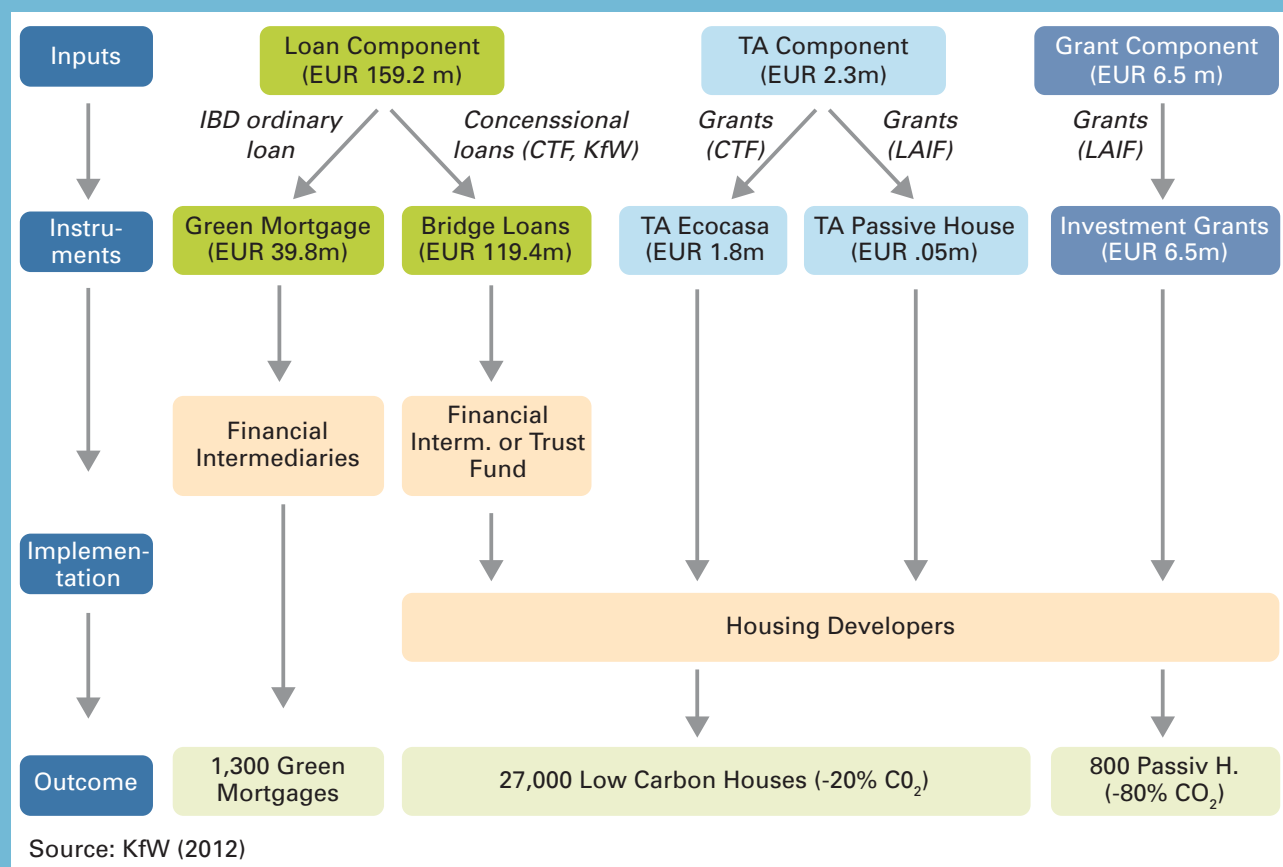 Inputs
Loan Component
(EUR 159.2 m)
TA Component
(EUR 2.3m)
Grant Component
(EUR 6.5 m)
IBD ordinary
loan
Concenssional
loans (CTF, KfW)
Grants
(CTF)
Grants
(LAIF)
Grants
(LAIF)
Instru-
ments
Green Mortgage
(EUR 39.8m)
Bridge Loans
(EUR 119.4m)
TA Ecocasa
(EUR 1.8m
TA Passive House
(EUR .05m)
Investment Grants
(EUR 6.5m)
Financial
Intermediaries
Financial
Interm. or Trust
Fund
Implemen-
tation
Housing Developers
Outcome
1,300 Green
Mortgages
27,000 Low Carbon Houses (-20% C0₂)
800 Passiv H.
(-80% CO₂)
Source: KfW (2012)